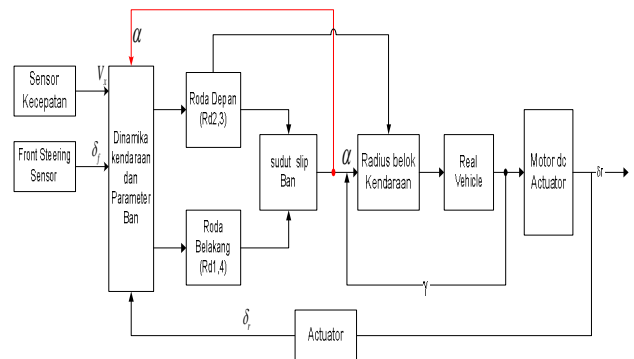 α
Sensor
Kecepatan
Vx
Front Steering
Sensor
δf
Dinamika
kendaraan
dan
Parameter
Ban
Roda Depan
(Rd2,3)
Roda
Belakang
(Rd1,4)
sudut slip
Ban
α
Radius belok
Kendaraan
Real
Vehicle
Motor dc
Actuator
δr
γ
δr
Actuator